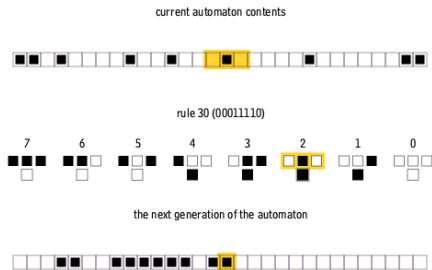 current automaton contents
rule 30 (00011110)
7 6 5 4 3 2 1 0
the next generation of the automaton